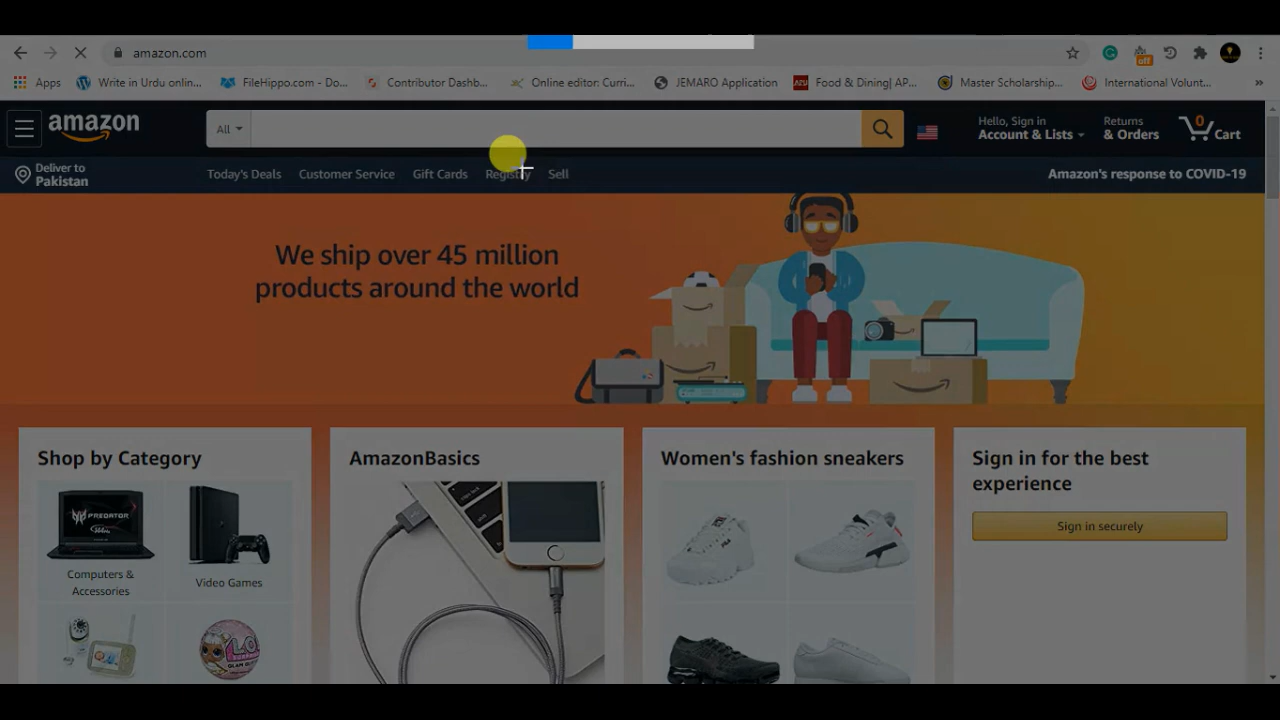 amazon.com
Apps
Write in Urdu onlin...
FileHippo.com - Do...
Contributor Dashb...
Online editor: Curri...
JEMARO Application
Food & Dining| AP...
Master Scholarship...
International Volunt...
»
off
amazon
All
Hello, Sign in
Account & Lists
Returns
& Orders
0
Cart
Deliver to
Pakistan
Today's Deals
Customer Service
Gift Cards
Registry
Sell
Amazon's response to COVID-19
We ship over 45 million
products around the world
Shop by Category
AmazonBasics
Women's fashion sneakers
Sign in for the best
experience
Sign in securely
PREDATOR
Computers &
Accessories
Video Games